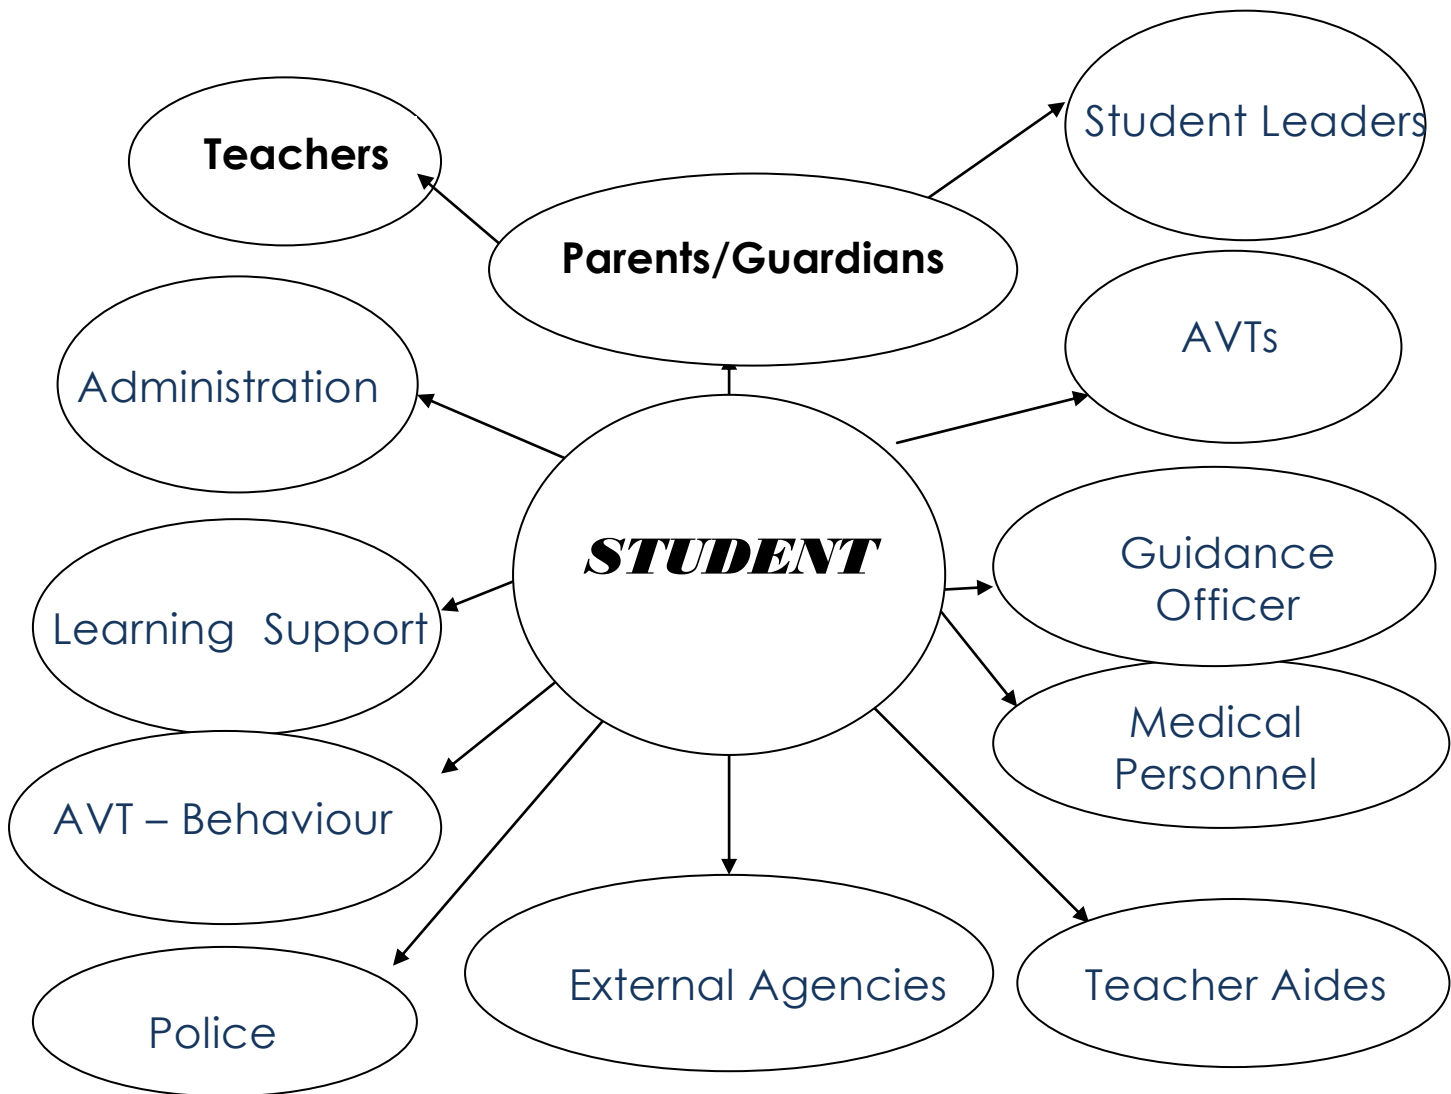 Student Leaders
Teachers
Parents/Guardians
AVTs
Administration
STUDENT
Guidance
Officer
Learning Support
Medical
Personnel
AVT – Behaviour
External Agencies
Teacher Aides
Police